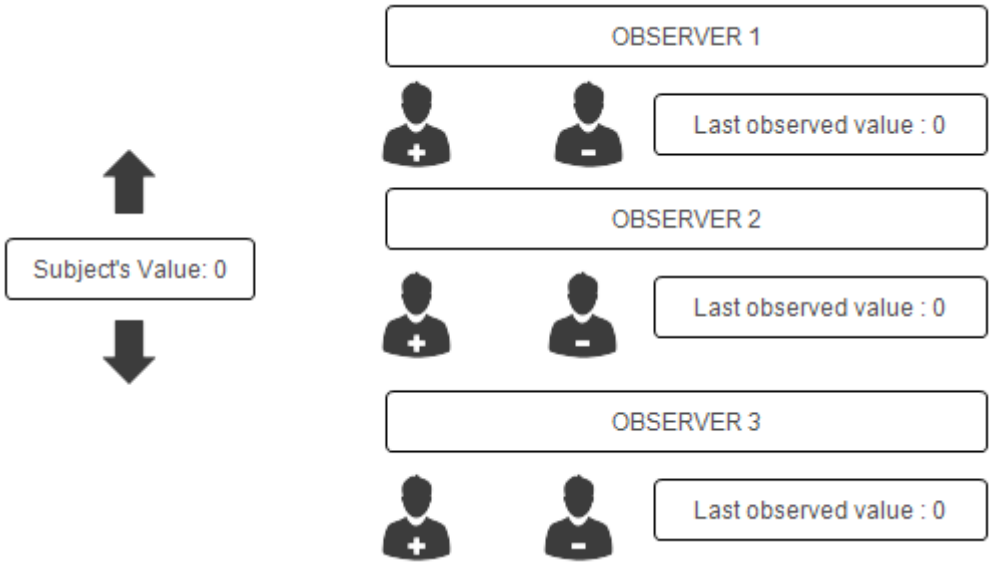 OBSERVER 1
+
-
Last observed value : 0
OBSERVER 2
Subject's Value: 0
+
-
Last observed value : 0
OBSERVER 3
+
-
Last observed value : 0